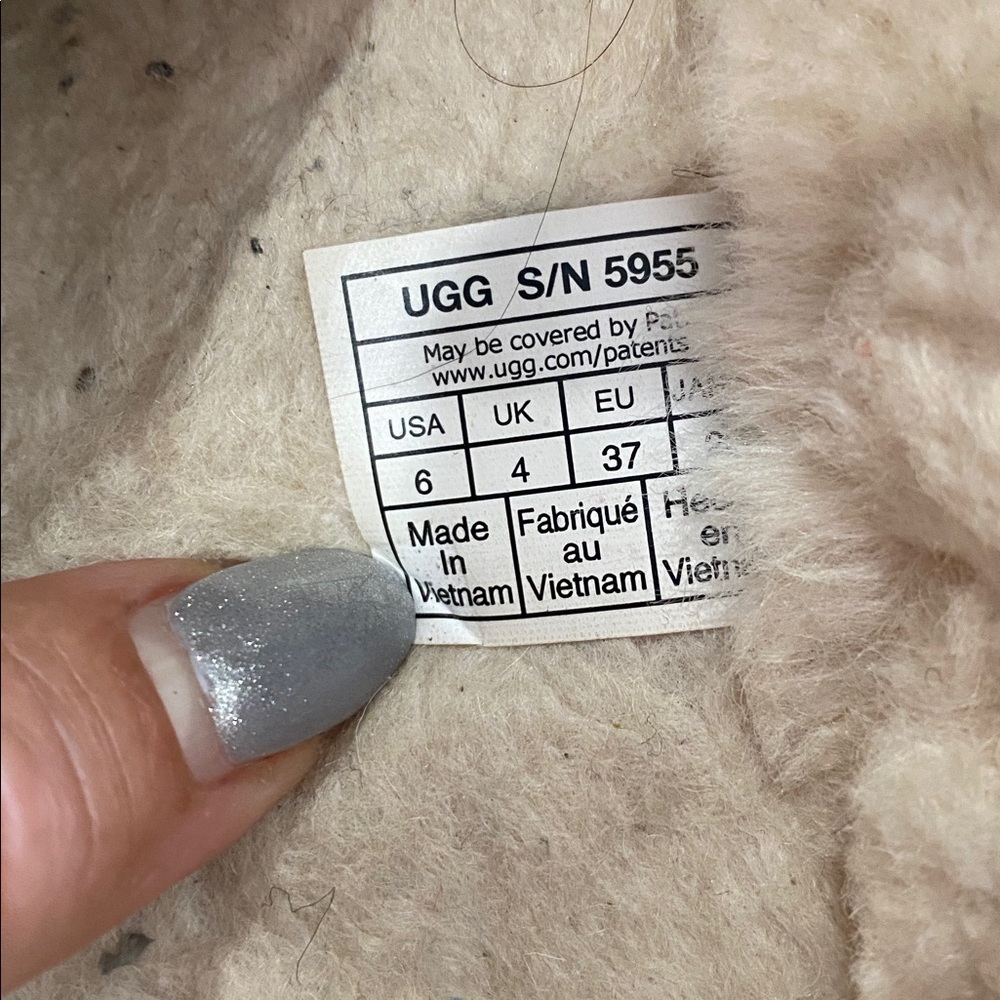 UGG S/N 5955
May be covered by
www.ugg.com/patents
USA UK EU
6 4 37
Made Fabriqué
In au en
Vietnam Vietnam